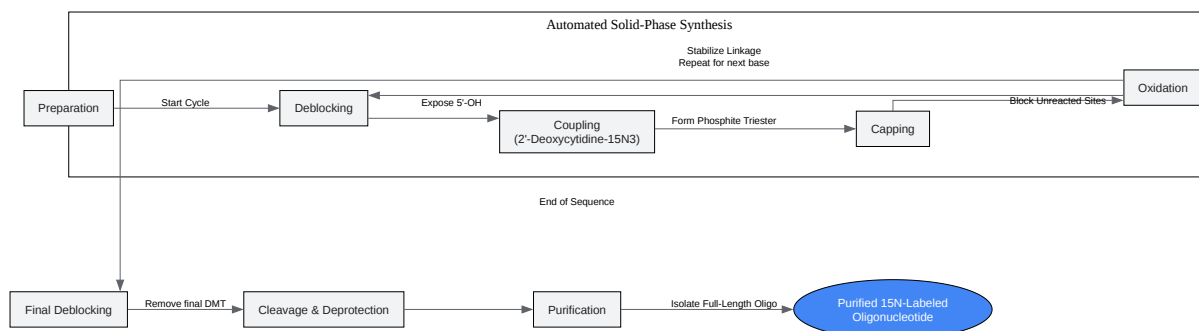 Automated Solid-Phase Synthesis
Stabilize Linkage
Repeat for next base
Preparation
Start Cycle
Deblocking
Expose 5'-OH
Coupling
(2'-Deoxycytidine-15N3)
Form Phosphite Triester
Capping
Block Unreacted Sites
Oxidation
End of Sequence
Final Deblocking
Remove final DMT
Cleavage & Deprotection
Purification
Isolate Full-Length Oligo
Purified 15N-Labeled
Oligonucleotide